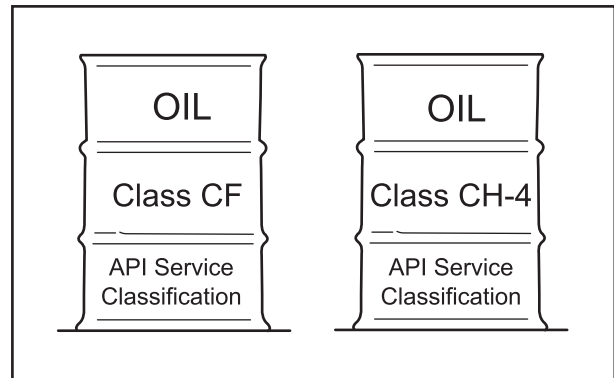 OIL
Class CF
API Service
Classification
OIL
Class CH-4
API Service
Classification